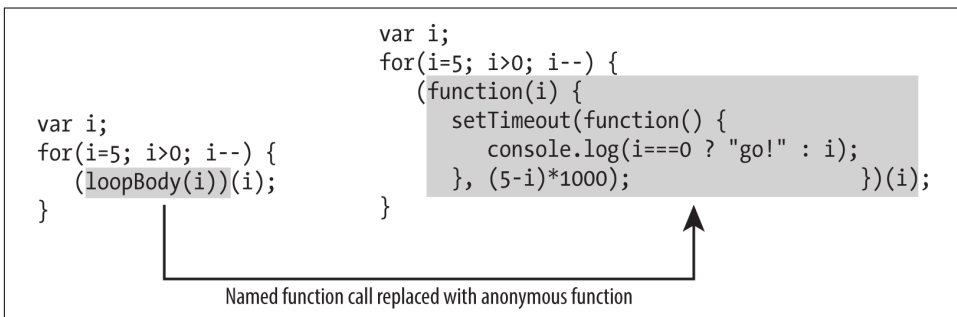 var i;
for(i=5; i>0; i--) {
(loopBody(i))(i);
}
var i;
for(i=5; i>0; i--) {
(function(i) {
setTimeout(function() {
console.log(i===0 ? "go!" : i);
}, (5-i)*1000); })(i);
}
Named function call replaced with anonymous function